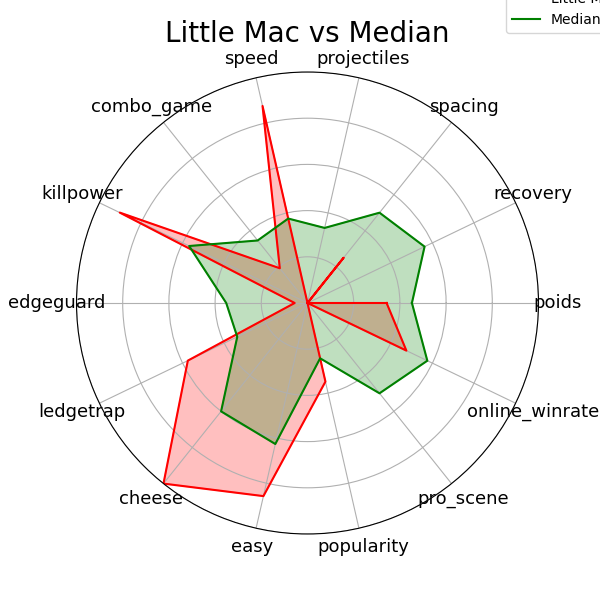 Little Mac vs Median
Median
speed
projectiles
combo_game
spacing
killpower
recovery
edgeguard
poids
ledgetrap
online_winrate
cheese
pro_scene
easy
popularity